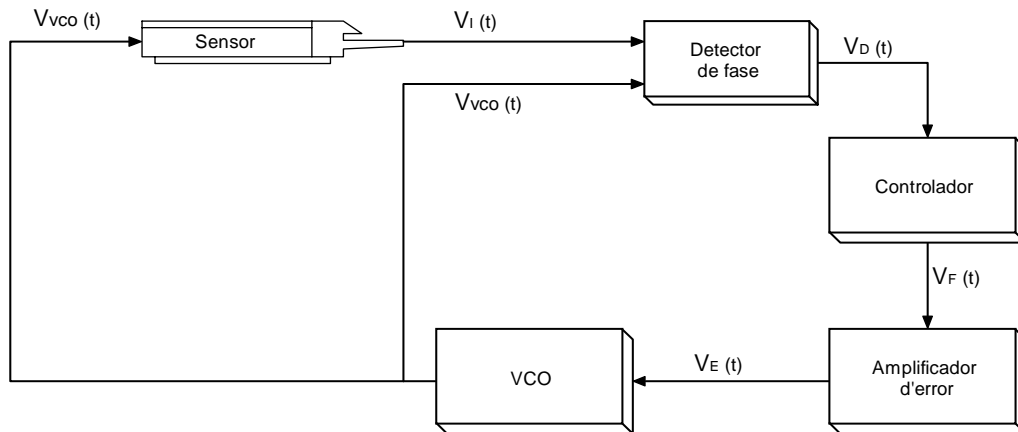 Vvco (t)
Sensor
VI (t)
Detector
de fase
VD (t)
Vvco (t)
Controlador
VF (t)
VCO
VE (t)
Amplificador
d'error